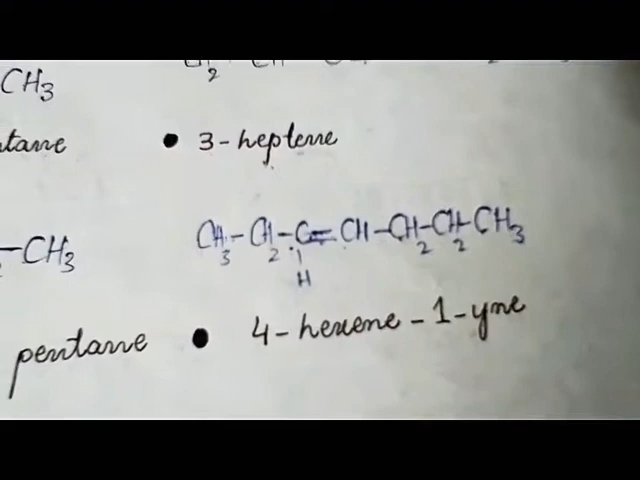 CH3
tane • 3-heptene
CH3-CH2-C=CH-CH2-CH2-CH3
H
-CH3
pentane • 4-hexene-1-yne